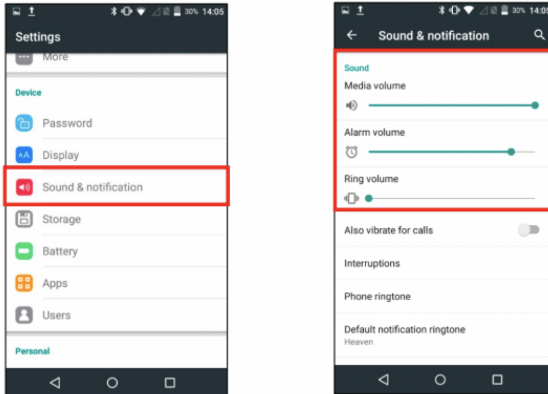 30% 14:05
Settings
More
Device
Password
AA Display
Sound & notification
Storage
Battery
Apps
Users
Personal
30% 14:05
Sound & notification
Sound
Media volume
Alarm volume
Ring volume
Also vibrate for calls
Interruptions
Phone ringtone
Default notification ringtone
Heaven